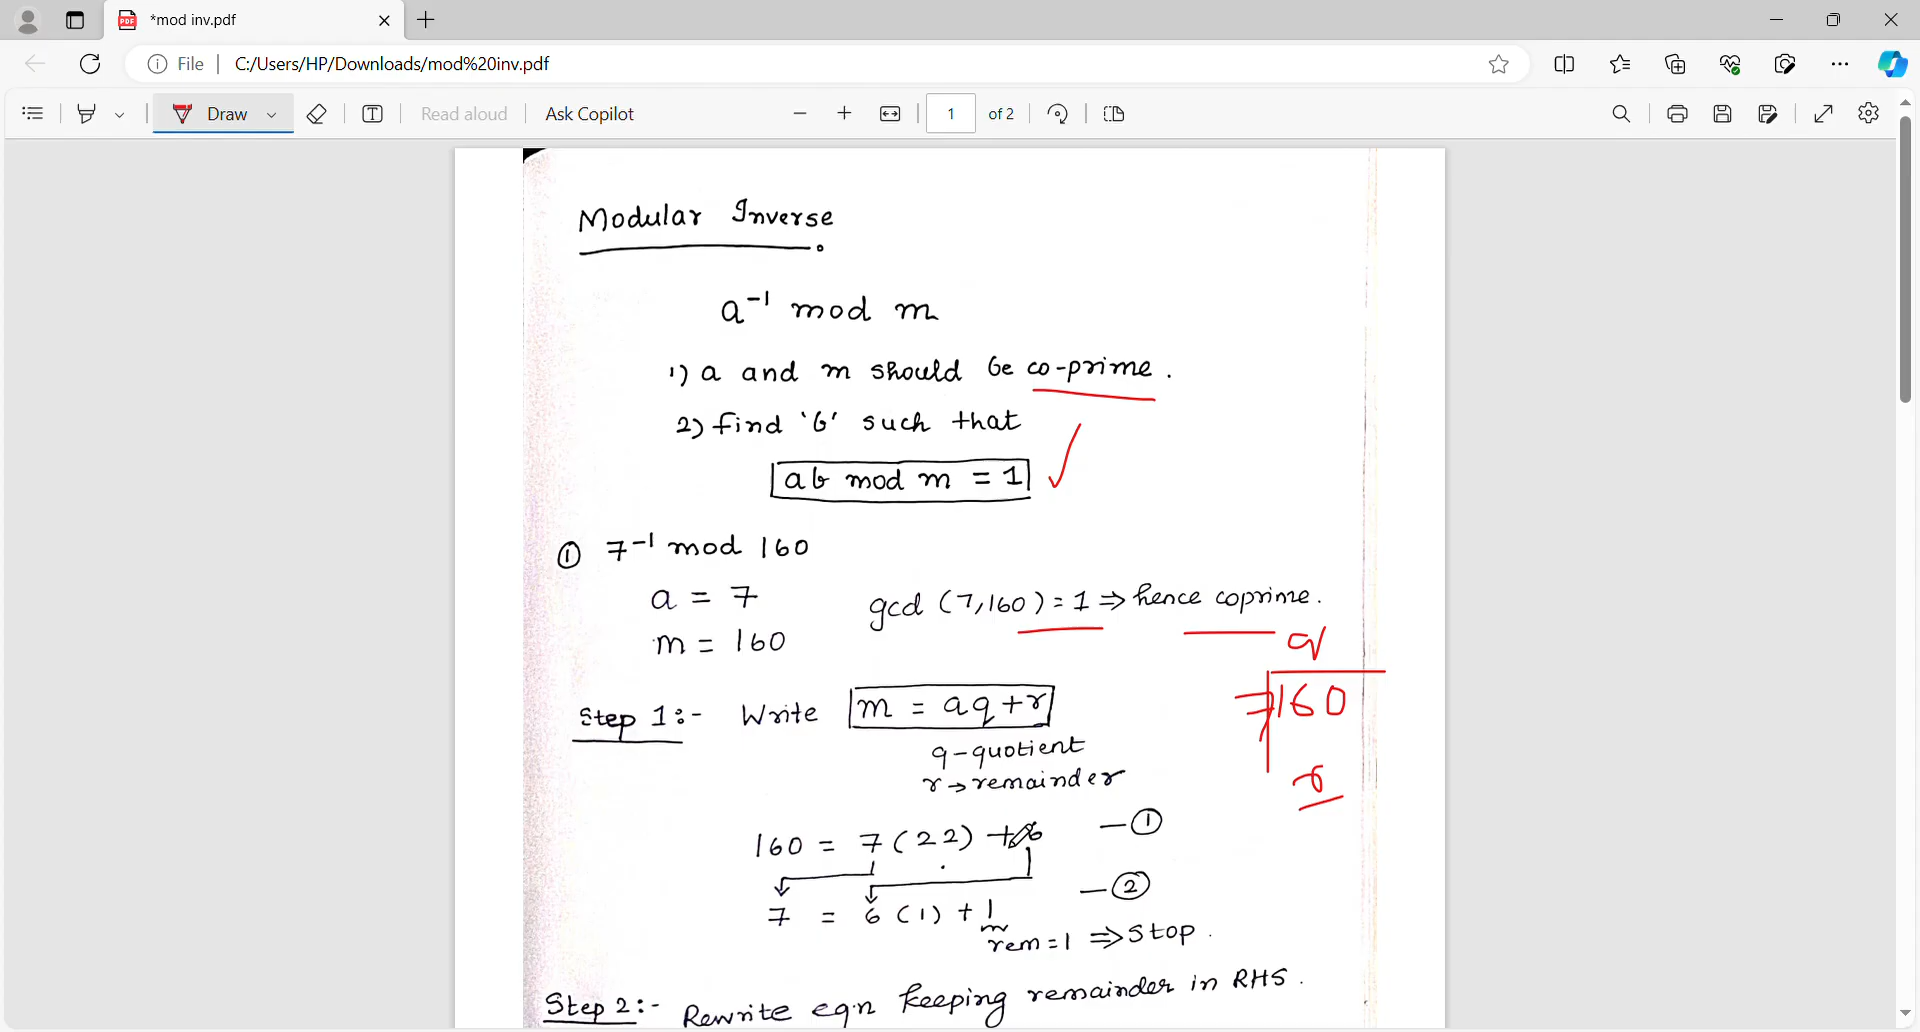 *mod inv.pdf
File | C:/Users/HP/Downloads/mod%20inv.pdf
Draw
Read aloud
Ask Copilot
1 of 2
Modular Inverse
a⁻¹ mod m
1) a and m should be co-prime.
2) find 'b' such that
ab mod m = 1
① 7⁻¹ mod 160
a = 7
gcd (7,160) = 1 ⇒ hence coprime.
m = 160
q
7 160
r
Step 1:- Write m = aq+r
q-quotient
r→remainder
160 = 7(22) + 6 —①
7 = 6(1) + 1 —②
rem=1 ⇒ stop.
Step 2:- Rewrite eqn keeping remainder in RHS.